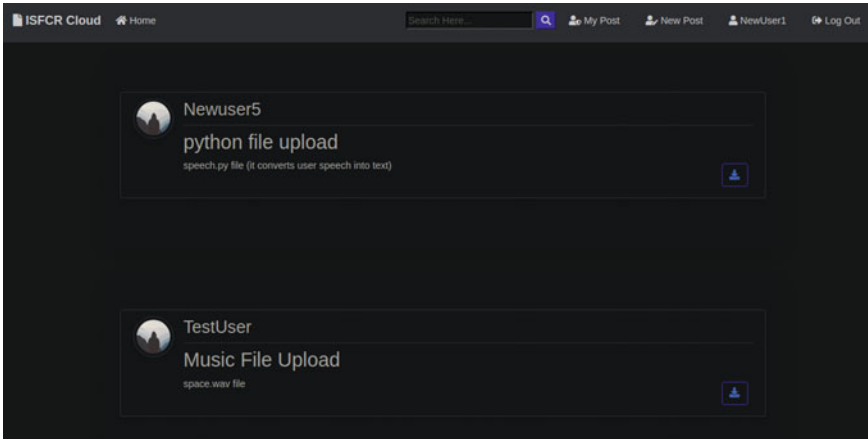 ISFCR Cloud Home Search Here... My Post New Post NewUser1 Log Out
Newuser5
python file upload
speech.py file (it converts user speech into text)
TestUser
Music File Upload
space.wav file